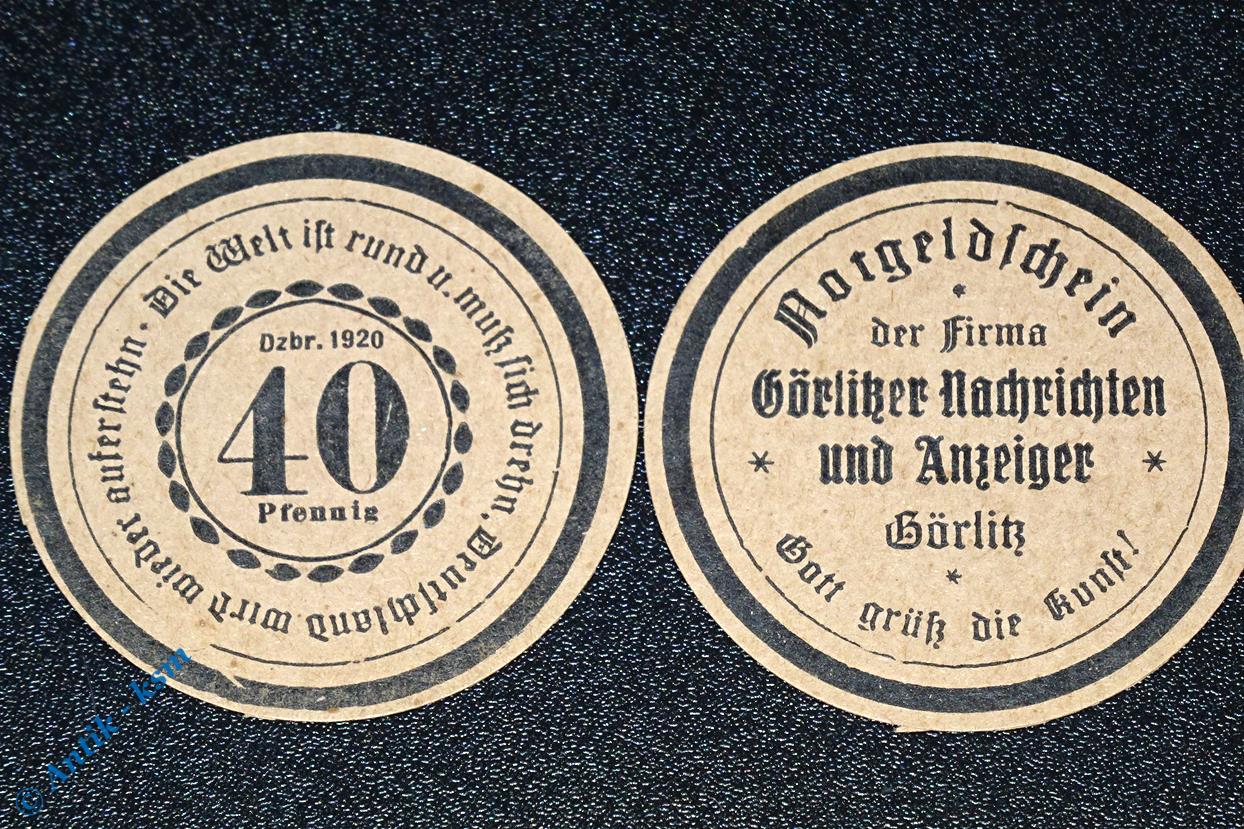 Die Welt ist rund u. muß sich drehn, Deutschland wird wieder auferstehn.
Dzbr. 1920
40
Pfennig
Notgeldschein
der Firma
Görlitzer Nachrichten
und Anzeiger
Görlitz
Gott grüß die Kunst!
© Antik - ksm